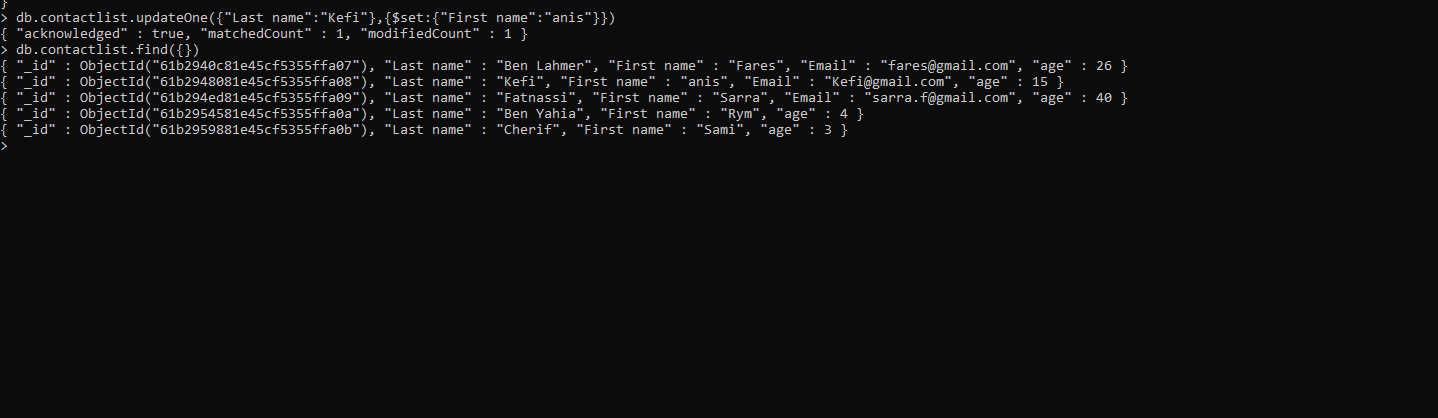 }
> db.contactlist.updateOne({"Last name":"Kefi"},{$set:{"First name":"anis"}})
{ "acknowledged" : true, "matchedCount" : 1, "modifiedCount" : 1 }
> db.contactlist.find({})
{ "_id" : ObjectId("61b2940c81e45cf5355ffa07"), "Last name" : "Ben Lahmer", "First name" : "Fares", "Email" : "fares@gmail.com", "age" : 26 }
{ "_id" : ObjectId("61b2948081e45cf5355ffa08"), "Last name" : "Kefi", "First name" : "anis", "Email" : "Kefi@gmail.com", "age" : 15 }
{ "_id" : ObjectId("61b294ed81e45cf5355ffa09"), "Last name" : "Fatnassi", "First name" : "Sarra", "Email" : "sarra.f@gmail.com", "age" : 40 }
{ "_id" : ObjectId("61b2954581e45cf5355ffa0a"), "Last name" : "Ben Yahia", "First name" : "Rym", "age" : 4 }
{ "_id" : ObjectId("61b2959881e45cf5355ffa0b"), "Last name" : "Cherif", "First name" : "Sami", "age" : 3 }
>